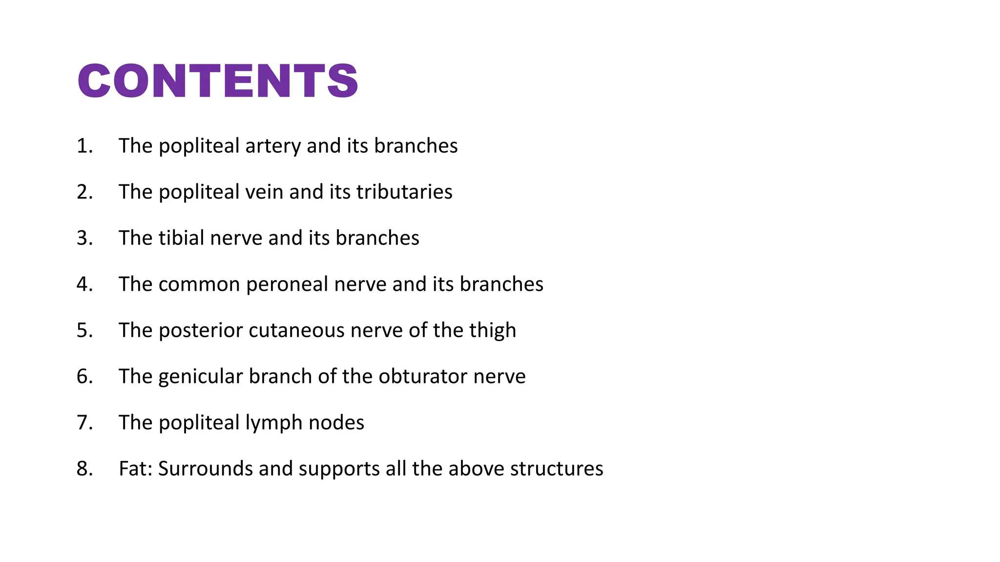 CONTENTS
1. The popliteal artery and its branches
2. The popliteal vein and its tributaries
3. The tibial nerve and its branches
4. The common peroneal nerve and its branches
5. The posterior cutaneous nerve of the thigh
6. The genicular branch of the obturator nerve
7. The popliteal lymph nodes
8. Fat: Surrounds and supports all the above structures